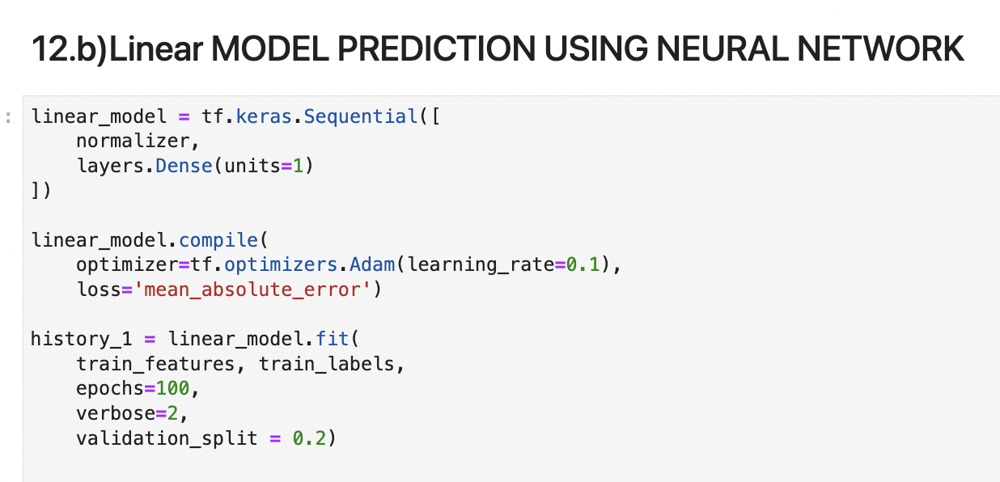 12.b)Linear MODEL PREDICTION USING NEURAL NETWORK
:
linear_model = tf.keras.Sequential([
    normalizer,
    layers.Dense(units=1)
])

linear_model.compile(
    optimizer=tf.optimizers.Adam(learning_rate=0.1),
    loss='mean_absolute_error')

history_1 = linear_model.fit(
    train_features, train_labels,
    epochs=100,
    verbose=2,
    validation_split = 0.2)